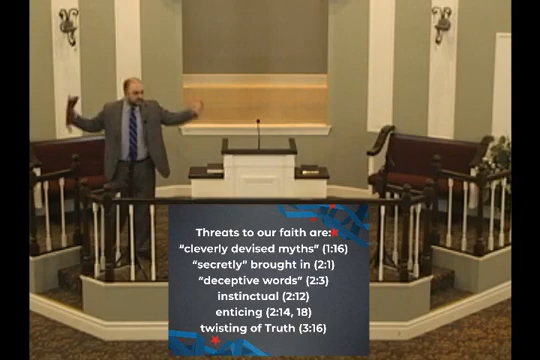 Threats to our faith are:
“cleverly devised myths” (1:16)
“secretly” brought in (2:1)
“deceptive words” (2:3)
instinctual (2:12)
enticing (2:14, 18)
twisting of Truth (3:16)